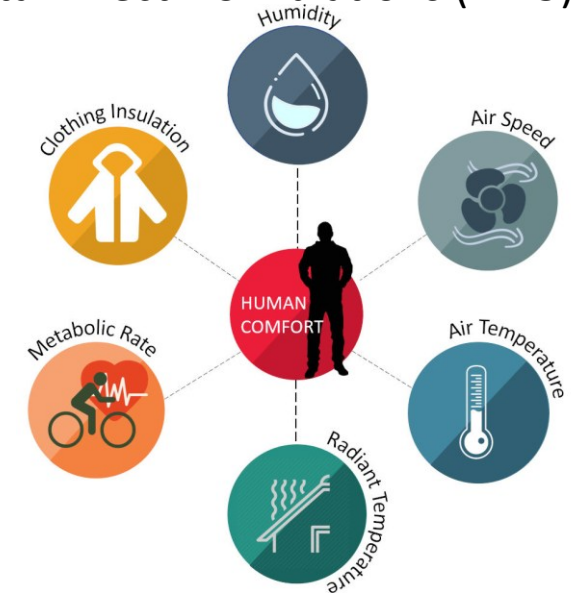 Humidity
Clothing Insulation
Air Speed
HUMAN
COMFORT
Metabolic Rate
Air Temperature
Radiant Temperature